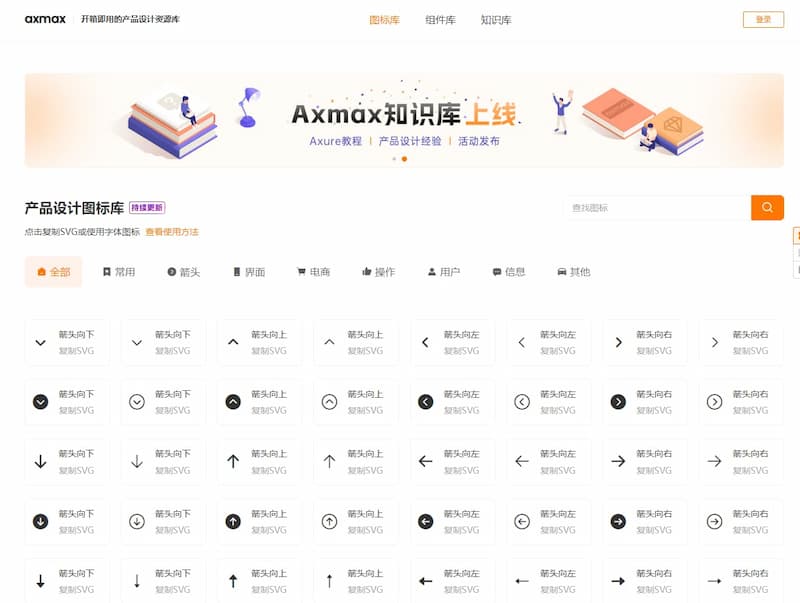 axmax 开箱即用的产品设计资源库 图标库 组件库 知识库 登录
Axmax知识库 上线
Axure教程 | 产品设计经验 | 活动发布
产品设计图标库 持续更新 查找图标
点击复制SVG或使用字体图标 查看使用方法
全部 常用 箭头 界面 电商 操作 用户 信息 其他
箭头向下 箭头向下 箭头向上 箭头向上 箭头向左 箭头向左 箭头向右 箭头向右
复制SVG 复制SVG 复制SVG 复制SVG 复制SVG 复制SVG 复制SVG 复制SVG
箭头向下 箭头向下 箭头向上 箭头向上 箭头向左 箭头向左 箭头向右 箭头向右
复制SVG 复制SVG 复制SVG 复制SVG 复制SVG 复制SVG 复制SVG 复制SVG
箭头向下 箭头向下 箭头向上 箭头向上 箭头向左 箭头向左 箭头向右 箭头向右
复制SVG 复制SVG 复制SVG 复制SVG 复制SVG 复制SVG 复制SVG 复制SVG
箭头向下 箭头向下 箭头向上 箭头向上 箭头向左 箭头向左 箭头向右 箭头向右
复制SVG 复制SVG 复制SVG 复制SVG 复制SVG 复制SVG 复制SVG 复制SVG
箭头向下 箭头向下 箭头向上 箭头向上 箭头向左 箭头向左 箭头向右 箭头向右
复制SVG 复制SVG 复制SVG 复制SVG 复制SVG 复制SVG 复制SVG 复制SVG